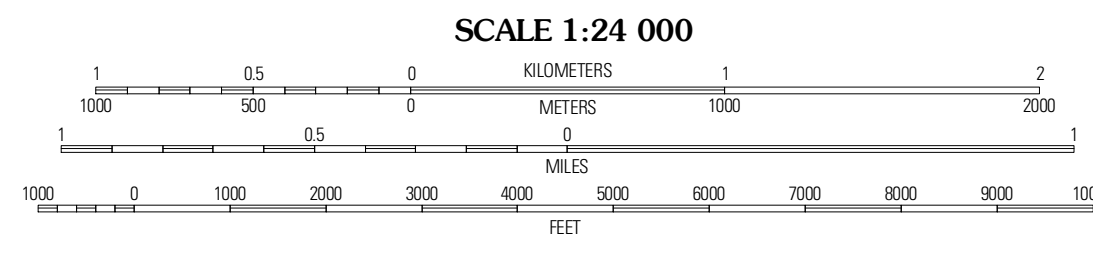 SCALE 1:24 000
1 0.5 0 KILOMETERS 1 2
1000 500 0 METERS 1000 2000
1 0.5 0 1
MILES
1000 0 1000 2000 3000 4000 5000 6000 7000 8000 9000
FEET